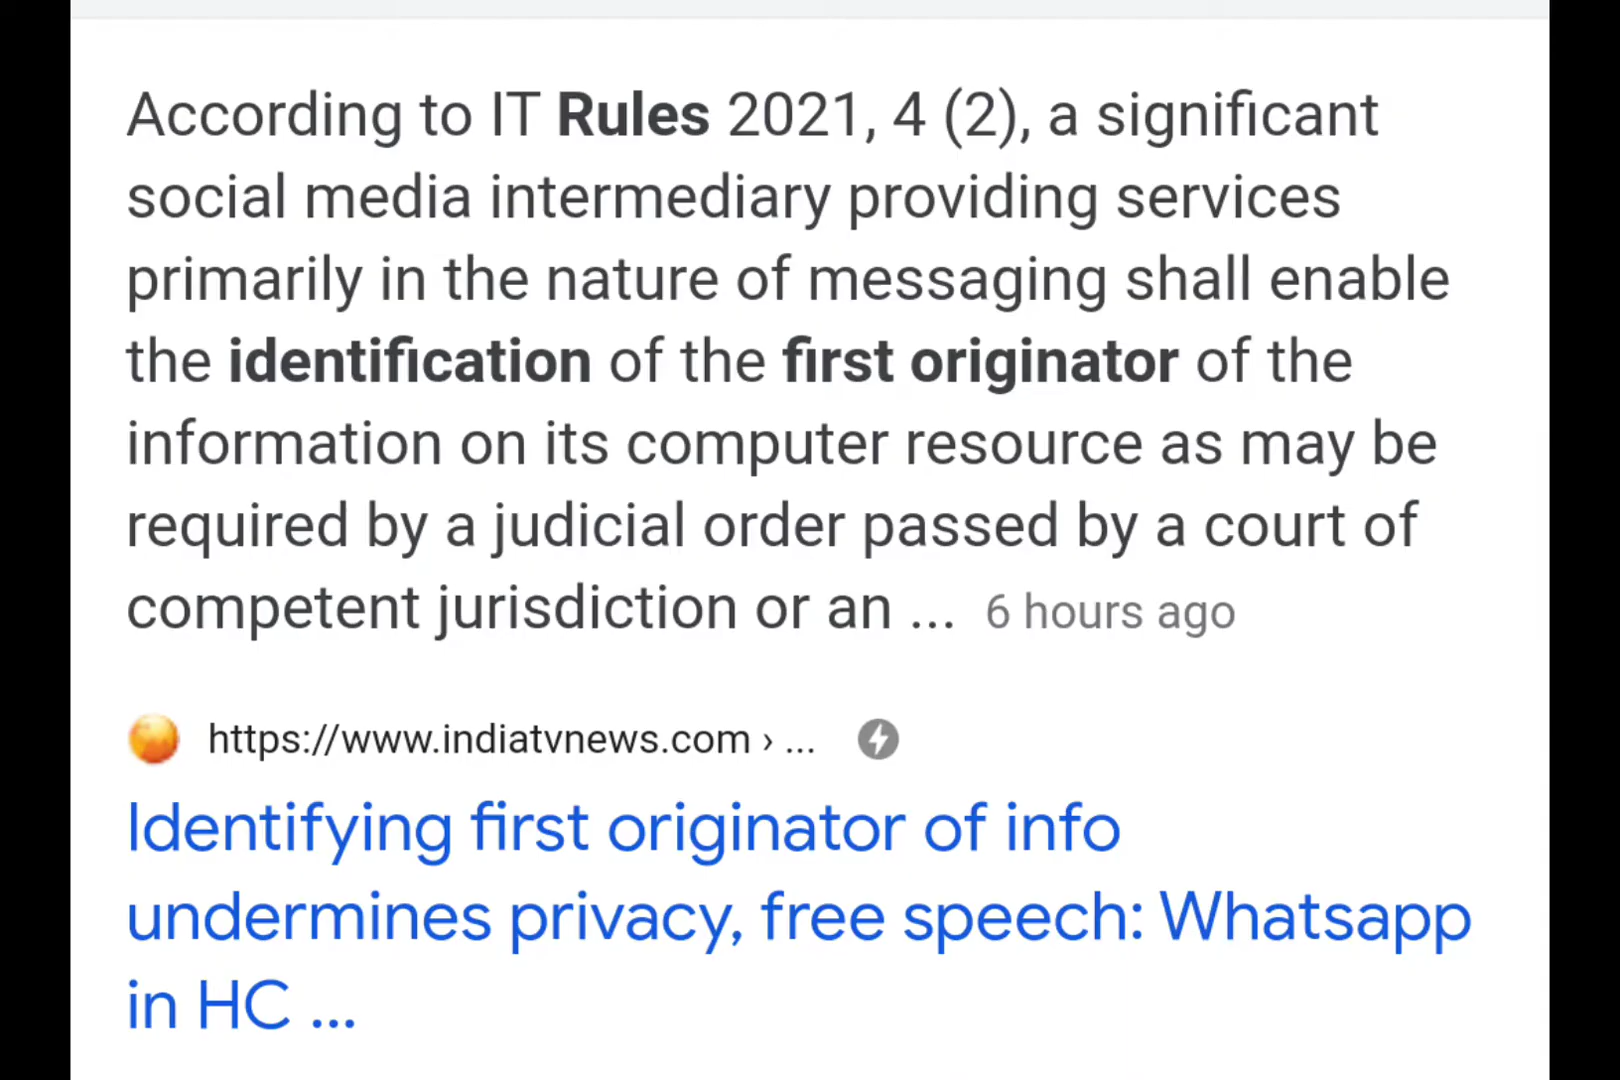 According to IT Rules 2021, 4 (2), a significant
social media intermediary providing services
primarily in the nature of messaging shall enable
the identification of the first originator of the
information on its computer resource as may be
required by a judicial order passed by a court of
competent jurisdiction or an ... 6 hours ago
https://www.indiatvnews.com › ...
Identifying first originator of info
undermines privacy, free speech: Whatsapp
in HC ...